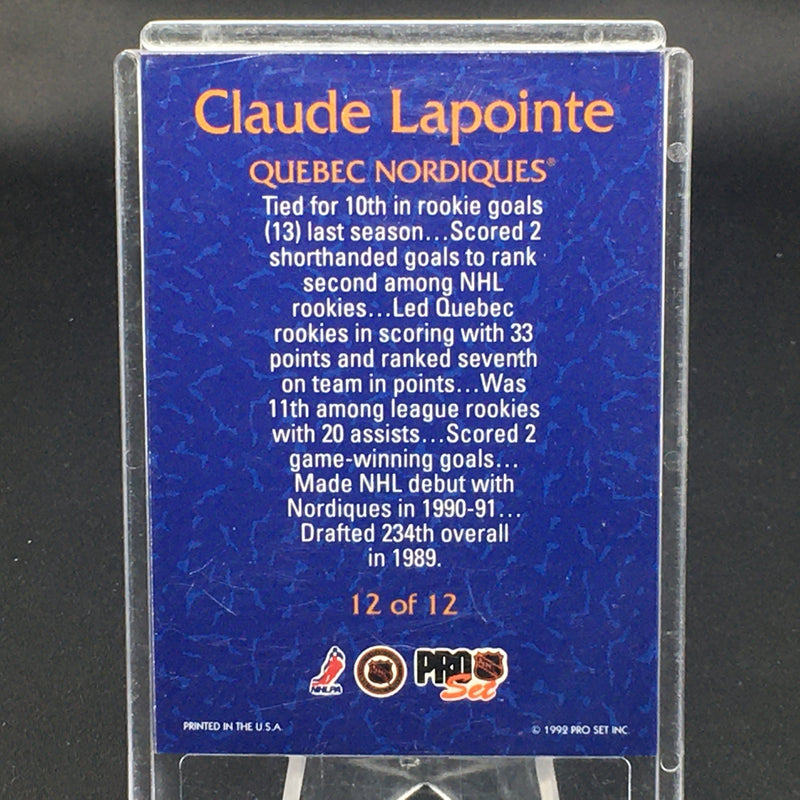 Claude Lapointe
QUEBEC NORDIQUES®
Tied for 10th in rookie goals
(13) last season...Scored 2
shorthanded goals to rank
second among NHL
rookies...Led Quebec
rookies in scoring with 33
points and ranked seventh
on team in points...Was
11th among league rookies
with 20 assists...Scored 2
game-winning goals...
Made NHL debut with
Nordiques in 1990-91...
Drafted 234th overall
in 1989.
12 of 12
NHLPA
PRO
Set
PRINTED IN THE U.S.A. © 1992 PRO SET INC.